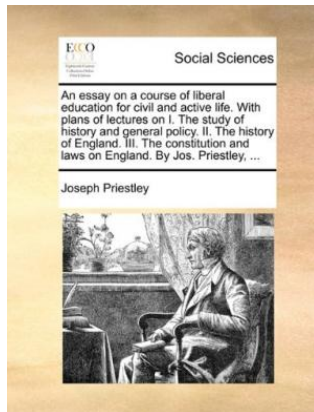 ECCO
Social Sciences
An essay on a course of liberal
education for civil and active life. With
plans of lectures on I. The study of
history and general policy. II. The history
of England. III. The constitution and
laws on England. By Jos. Priestley, ...
Joseph Priestley